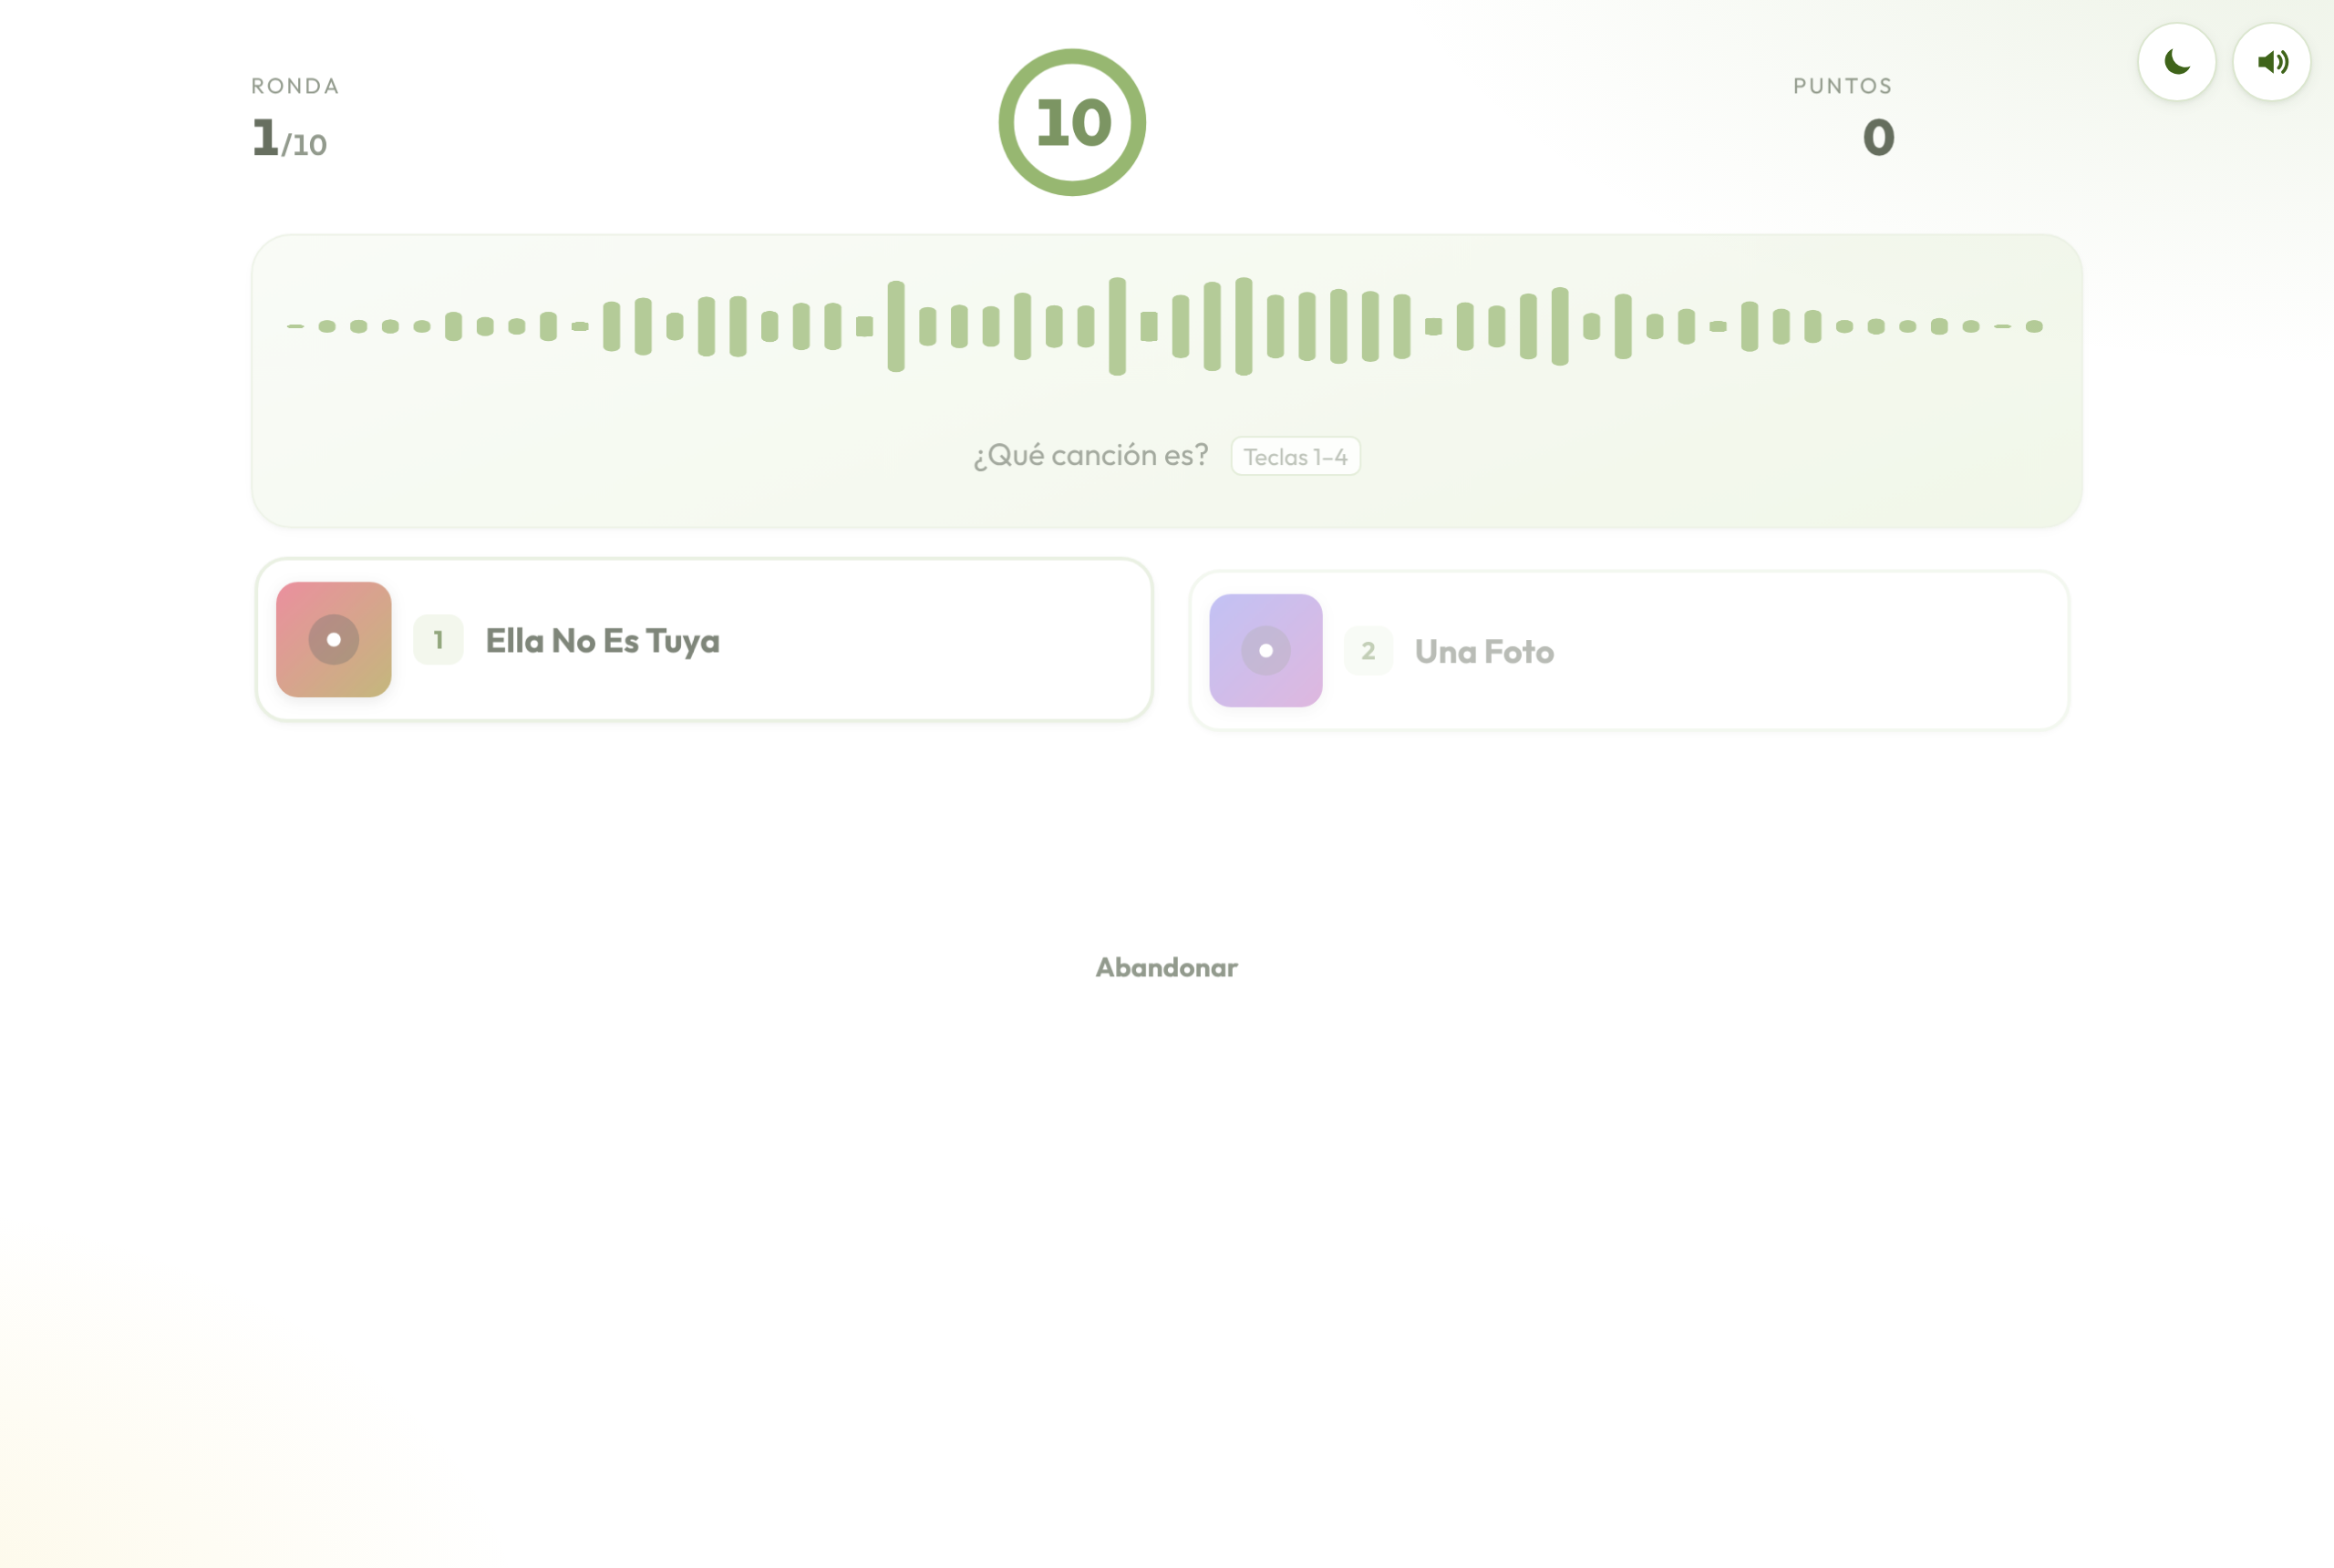 RONDA
1/10
10
PUNTOS
0
¿Qué canción es? Teclas 1–4
1 Ella No Es Tuya
2 Una Foto
Abandonar